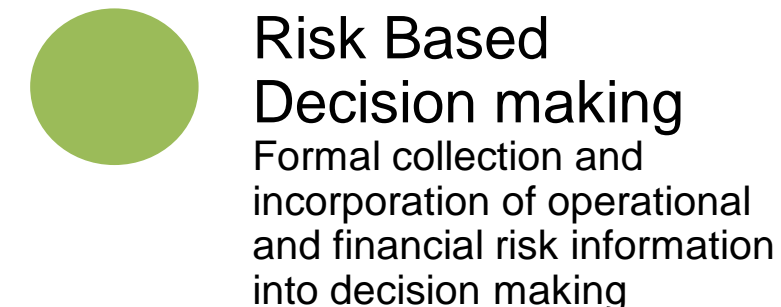 Risk Based
Decision making
Formal collection and
incorporation of operational
and financial risk information
into decision making